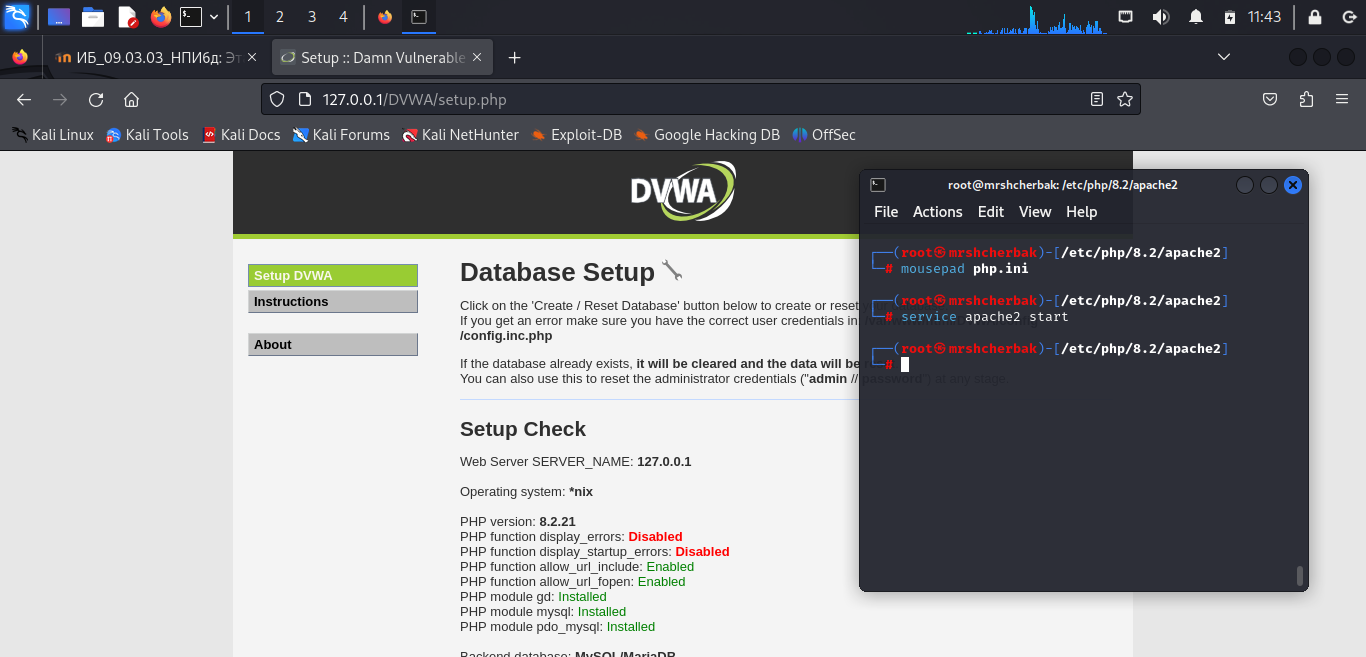 1 2 3 4 11:43
ИБ_09.03.03_НПИбд: Эт
Setup :: Damn Vulnerable
127.0.0.1/DVWA/setup.php
Kali Linux Kali Tools Kali Docs Kali Forums Kali NetHunter Exploit-DB Google Hacking DB OffSec
DVWA
Setup DVWA
Instructions
About
Database Setup
Click on the 'Create / Reset Database' button below to create or reset
If you get an error make sure you have the correct user credentials in
/config.inc.php
If the database already exists, it will be cleared and the data will be
You can also use this to reset the administrator credentials ("admin // password") at any stage.
Setup Check
Web Server SERVER_NAME: 127.0.0.1
Operating system: *nix
PHP version: 8.2.21
PHP function display_errors: Disabled
PHP function display_startup_errors: Disabled
PHP function allow_url_include: Enabled
PHP function allow_url_fopen: Enabled
PHP module gd: Installed
PHP module mysql: Installed
PHP module pdo_mysql: Installed
Backend database: MySQL/MariaDB
root@mrshcherbak: /etc/php/8.2/apache2
File Actions Edit View Help
┌──(root㉿mrshcherbak)-[/etc/php/8.2/apache2]
└─# mousepad php.ini
┌──(root㉿mrshcherbak)-[/etc/php/8.2/apache2]
└─# service apache2 start
┌──(root㉿mrshcherbak)-[/etc/php/8.2/apache2]
└─#